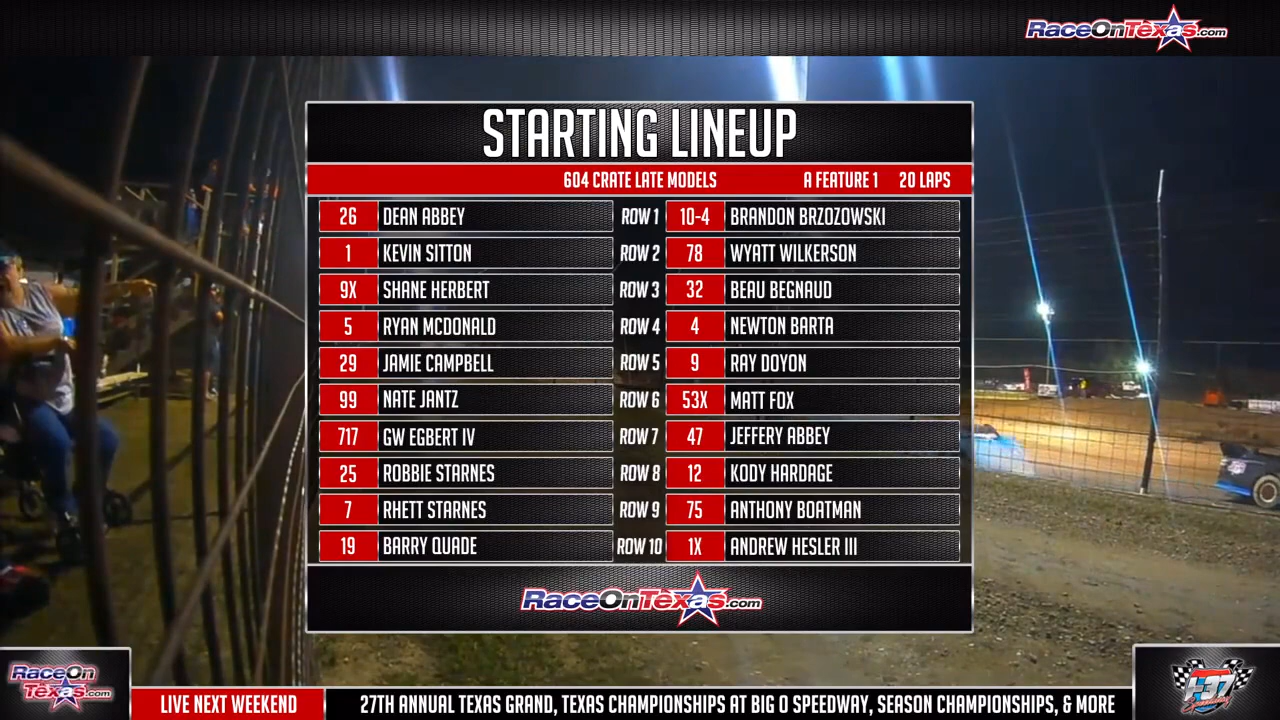 RaceOnTexas.com
STARTING LINEUP
604 CRATE LATE MODELS A FEATURE 1 20 LAPS
26 DEAN ABBEY ROW 1 10-4 BRANDON BRZOZOWSKI
1 KEVIN SITTON ROW 2 78 WYATT WILKERSON
9X SHANE HERBERT ROW 3 32 BEAU BEGNAUD
5 RYAN MCDONALD ROW 4 4 NEWTON BARTA
29 JAMIE CAMPBELL ROW 5 9 RAY DOYON
99 NATE JANTZ ROW 6 53X MATT FOX
717 GW EGBERT IV ROW 7 47 JEFFERY ABBEY
25 ROBBIE STARNES ROW 8 12 KODY HARDAGE
7 RHETT STARNES ROW 9 75 ANTHONY BOATMAN
19 BARRY QUADE ROW 10 1X ANDREW HESLER III
RaceOnTexas.com
RaceOn
Texas.com
LIVE NEXT WEEKEND 27TH ANNUAL TEXAS GRAND, TEXAS CHAMPIONSHIPS AT BIG O SPEEDWAY, SEASON CHAMPIONSHIPS, & MORE
I-37
Speedway